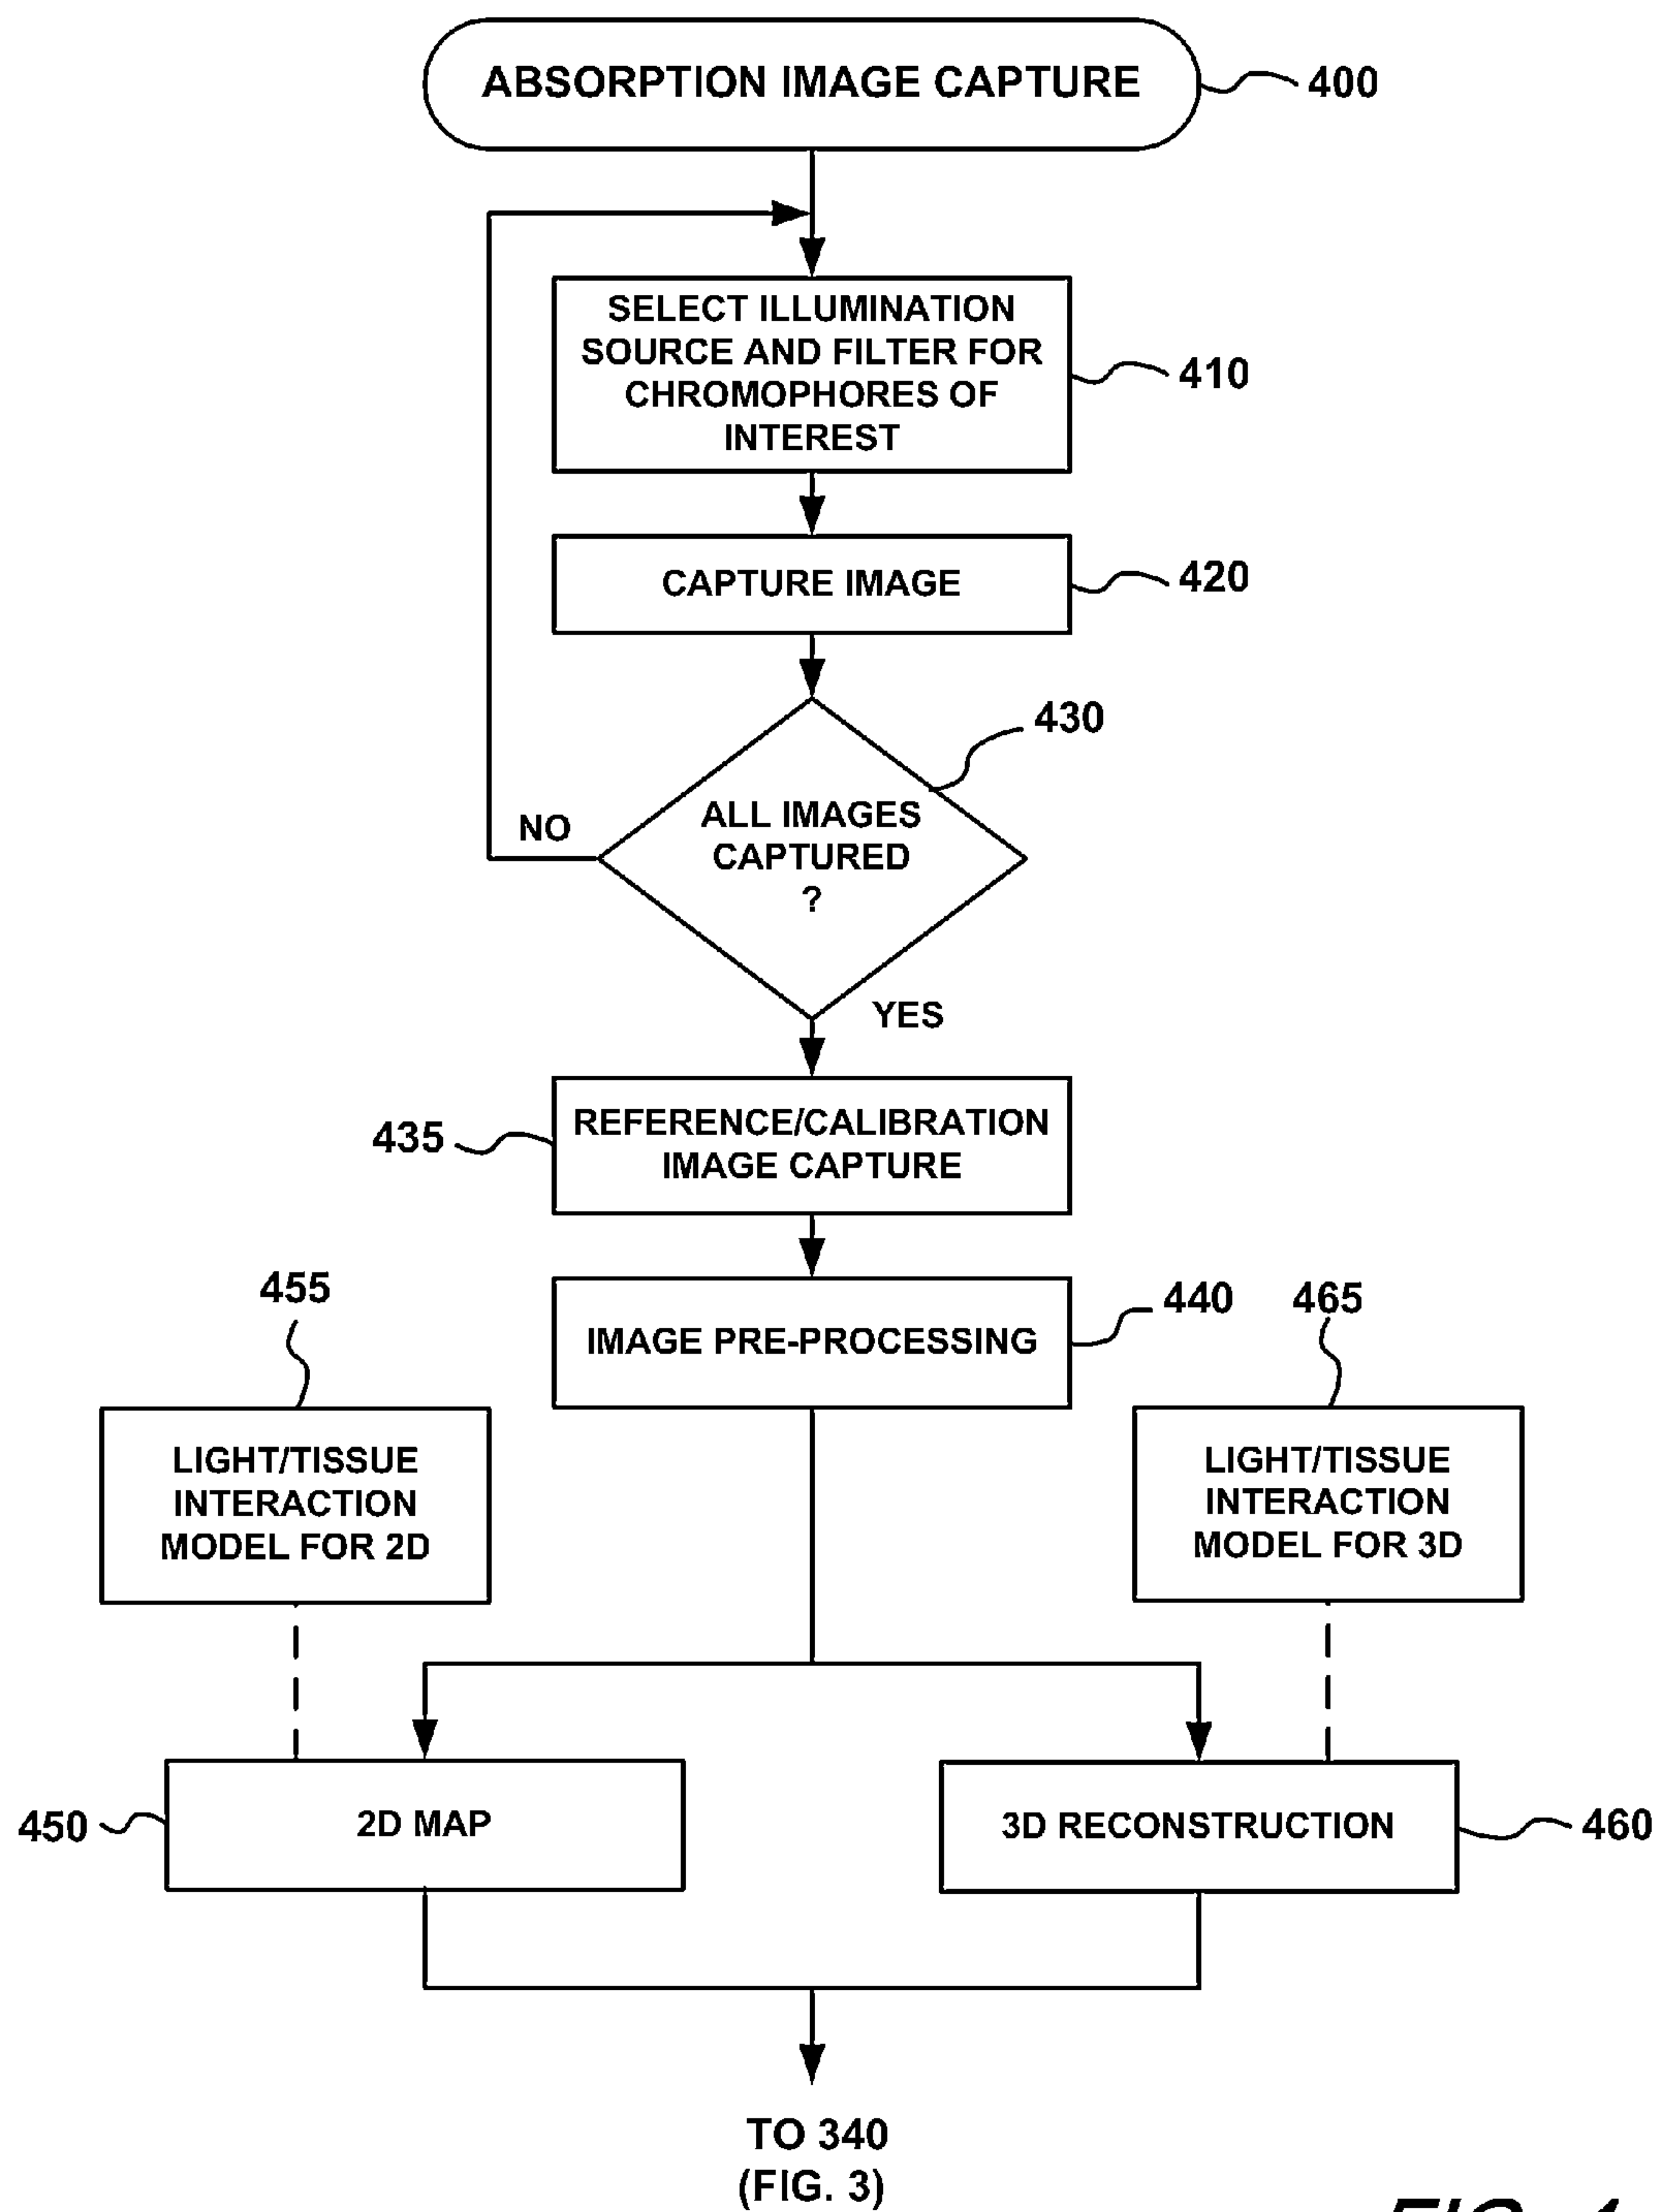 ABSORPTION IMAGE CAPTURE
400
SELECT ILLUMINATION
SOURCE AND FILTER FOR
CHROMOPHORES OF
INTEREST
410
CAPTURE IMAGE
420
430
ALL IMAGES
CAPTURED
?
NO
YES
REFERENCE/CALIBRATION
IMAGE CAPTURE
435
IMAGE PRE-PROCESSING
440
455
465
LIGHT/TISSUE
INTERACTION
MODEL FOR 2D
LIGHT/TISSUE
INTERACTION
MODEL FOR 3D
450
2D MAP
3D RECONSTRUCTION
460
TO 340
(FIG. 3)